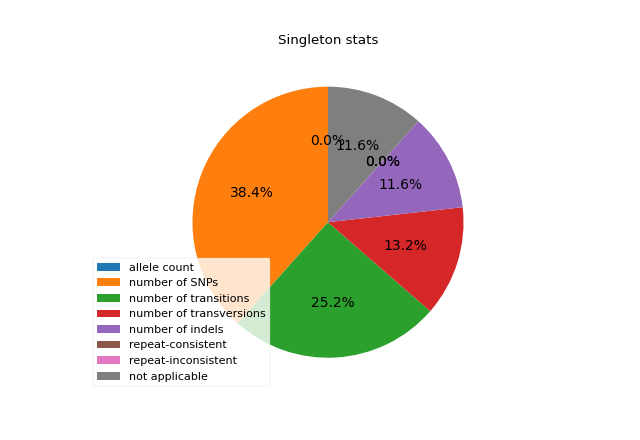 Singleton stats
0.0%
11.6%
0.0%
38.4%
11.6%
13.2%
25.2%
allele count
number of SNPs
number of transitions
number of transversions
number of indels
repeat-consistent
repeat-inconsistent
not applicable